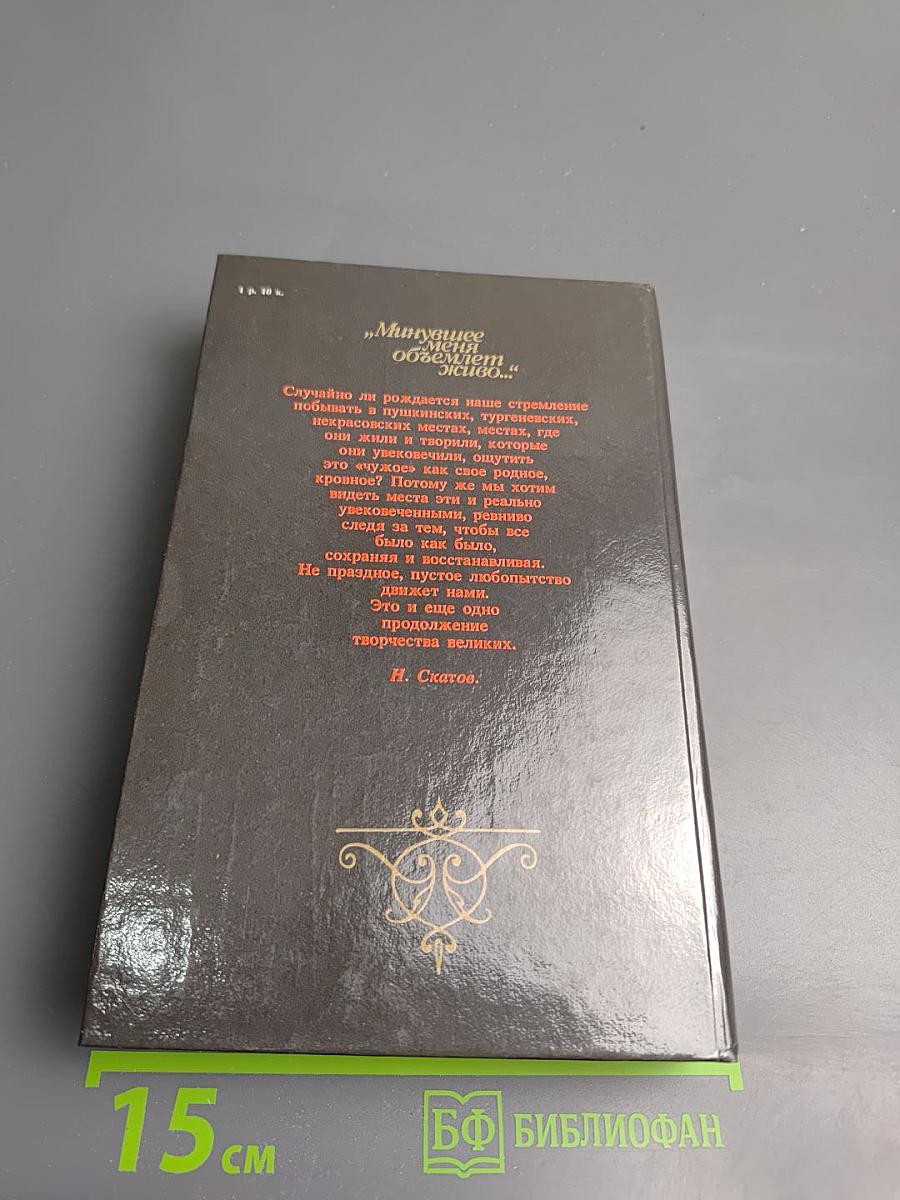 1 р. 10 к.
„Минувшее
меня
объемлет
живо...“
Случайно ли рождается наше стремление
побывать в пушкинских, тургеневских,
некрасовских местах, местах, где
они жили и творили, которые
они увековечили, ощутить
это «чужое» как свое родное,
кровное? Потому же мы хотим
видеть места эти и реально
увековеченными, ревниво
следя за тем, чтобы все
было как было,
сохраняя и восстанавливая.
Не праздное, пустое любопытство
движет нами.
Это и еще одно
продолжение
творчества великих.
Н. Скатов.
15 см
БФ БИБЛИОФАН